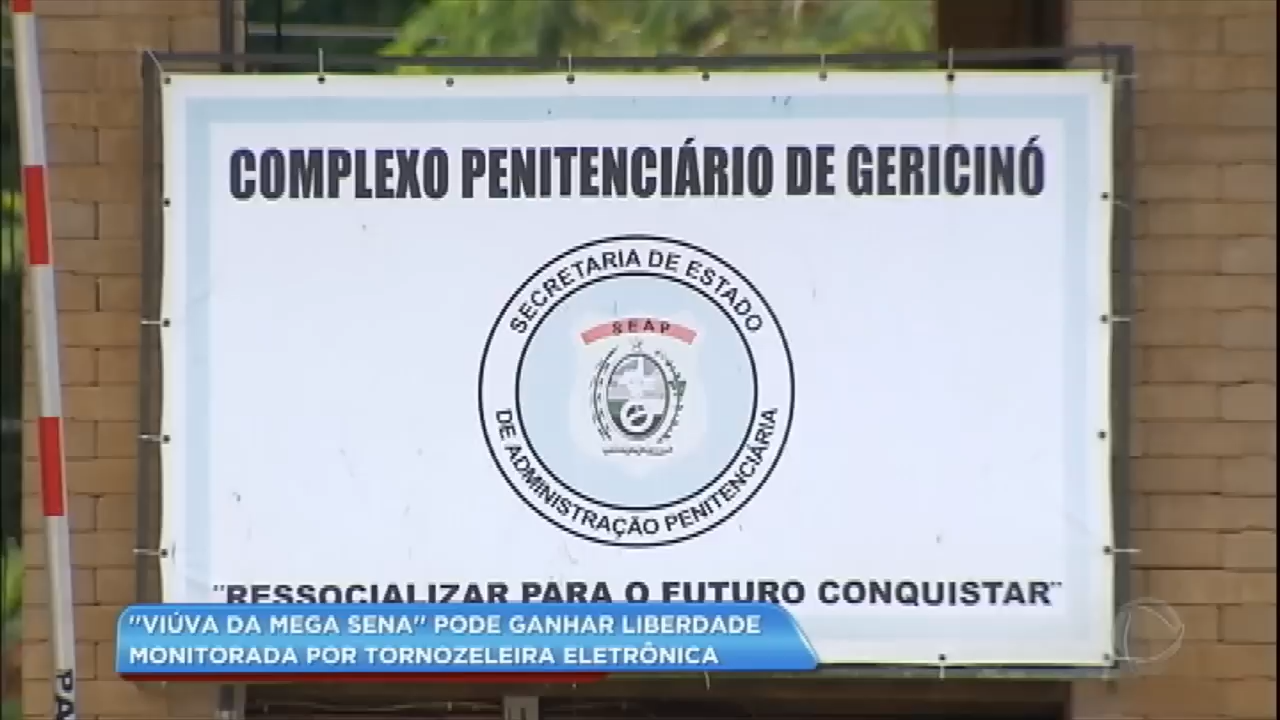 COMPLEXO PENITENCIÁRIO DE GERICINÓ
SECRETARIA DE ESTADO
SEAP
DE ADMINISTRAÇÃO PENITENCIÁRIA
"RESSOCIALIZAR PARA O FUTURO CONQUISTAR"
"VIÚVA DA MEGA SENA" PODE GANHAR LIBERDADE
MONITORADA POR TORNOZELEIRA ELETRÔNICA
PA